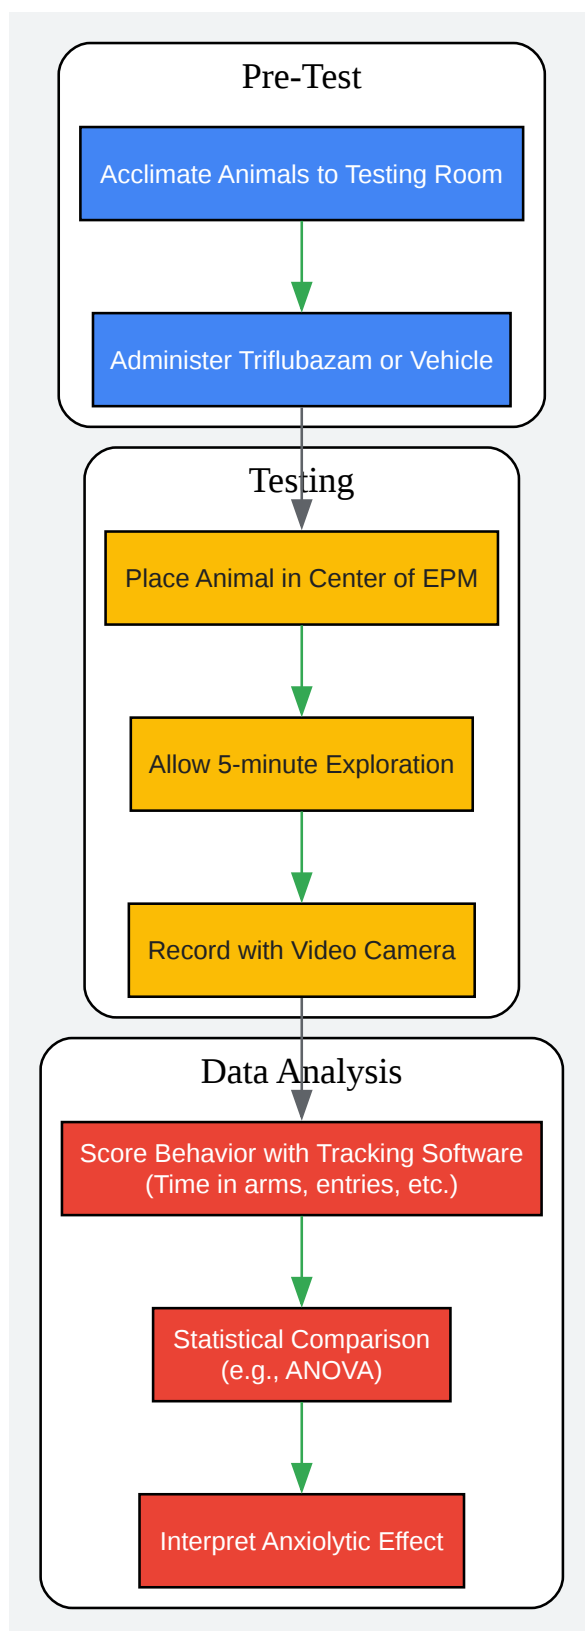 Pre-Test
Acclimate Animals to Testing Room
Administer Triflubazam or Vehicle
Testing
Place Animal in Center of EPM
Allow 5-minute Exploration
Record with Video Camera
Data Analysis
Score Behavior with Tracking Software
(Time in arms, entries, etc.)
Statistical Comparison
(e.g., ANOVA)
Interpret Anxiolytic Effect